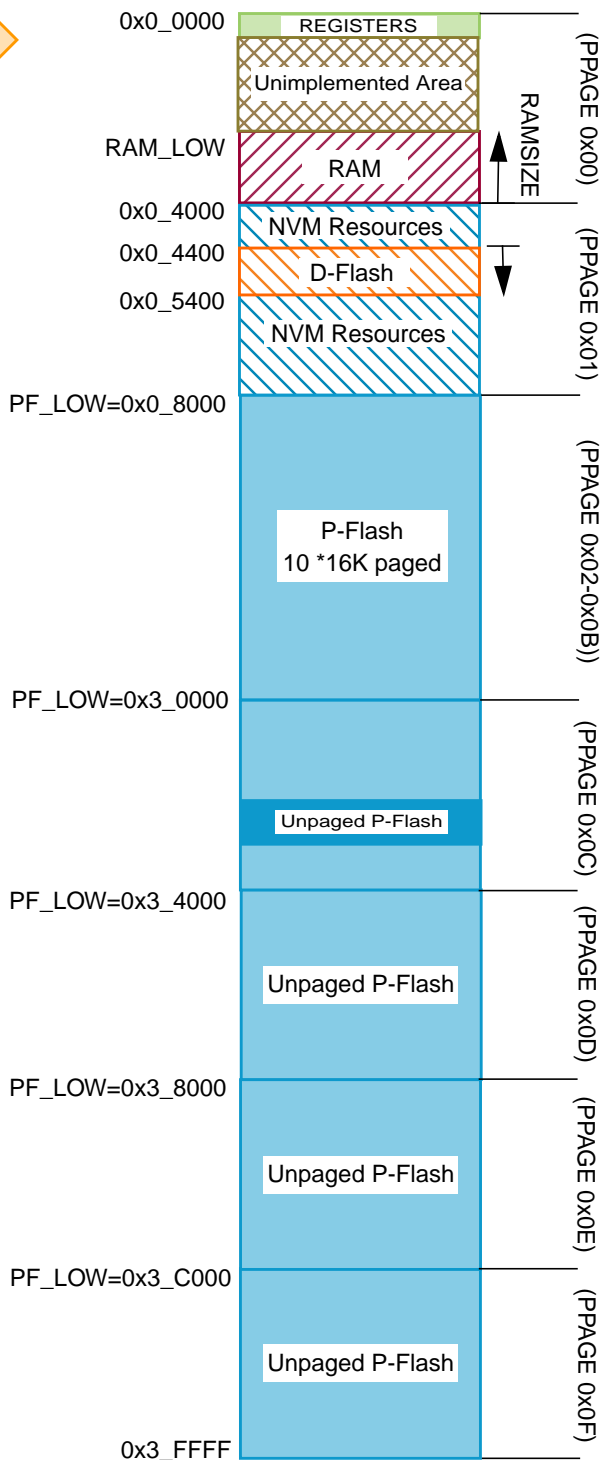 0x0_0000
REGISTERS
Unimplemented Area
(PPAGE 0x00)
RAMSIZE
RAM_LOW
RAM
0x0_4000
NVM Resources
0x0_4400
D-Flash
(PPAGE 0x01)
0x0_5400
NVM Resources
PF_LOW=0x0_8000
P-Flash
10 *16K paged
(PPAGE 0x02-0x0B))
PF_LOW=0x3_0000
Unpaged P-Flash
(PPAGE 0x0C)
PF_LOW=0x3_4000
Unpaged P-Flash
(PPAGE 0x0D)
PF_LOW=0x3_8000
Unpaged P-Flash
(PPAGE 0x0E)
PF_LOW=0x3_C000
Unpaged P-Flash
(PPAGE 0x0F)
0x3_FFFF